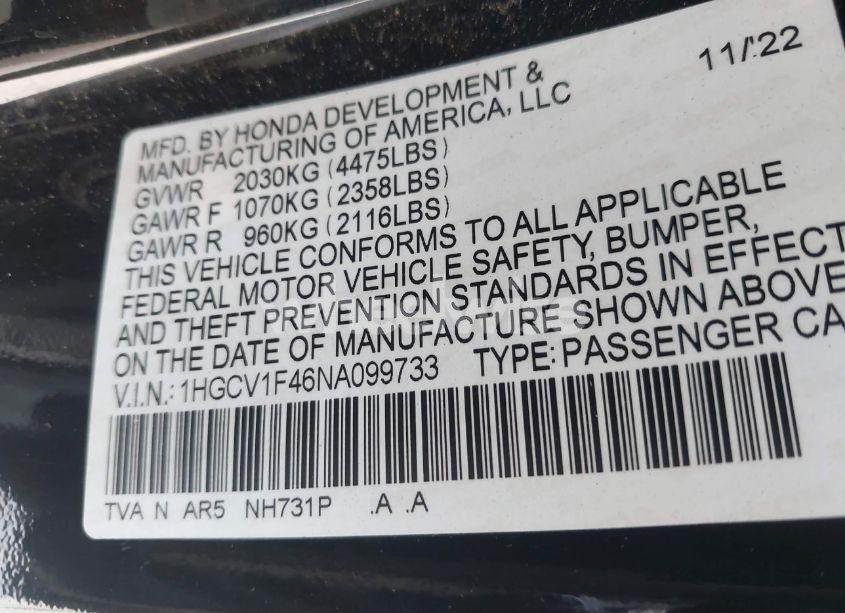 11/22
MFD. BY HONDA DEVELOPMENT &
MANUFACTURING OF AMERICA, LLC
GVWR 2030KG (4475LBS)
GAWR F 1070KG (2358LBS)
GAWR R 960KG (2116LBS)
THIS VEHICLE CONFORMS TO ALL APPLICABLE
FEDERAL MOTOR VEHICLE SAFETY, BUMPER,
AND THEFT PREVENTION STANDARDS IN EFFECT
ON THE DATE OF MANUFACTURE SHOWN ABOVE
V.I.N.: 1HGCV1F46NA099733 TYPE: PASSENGER CA
TVA N AR5 NH731P .A .A